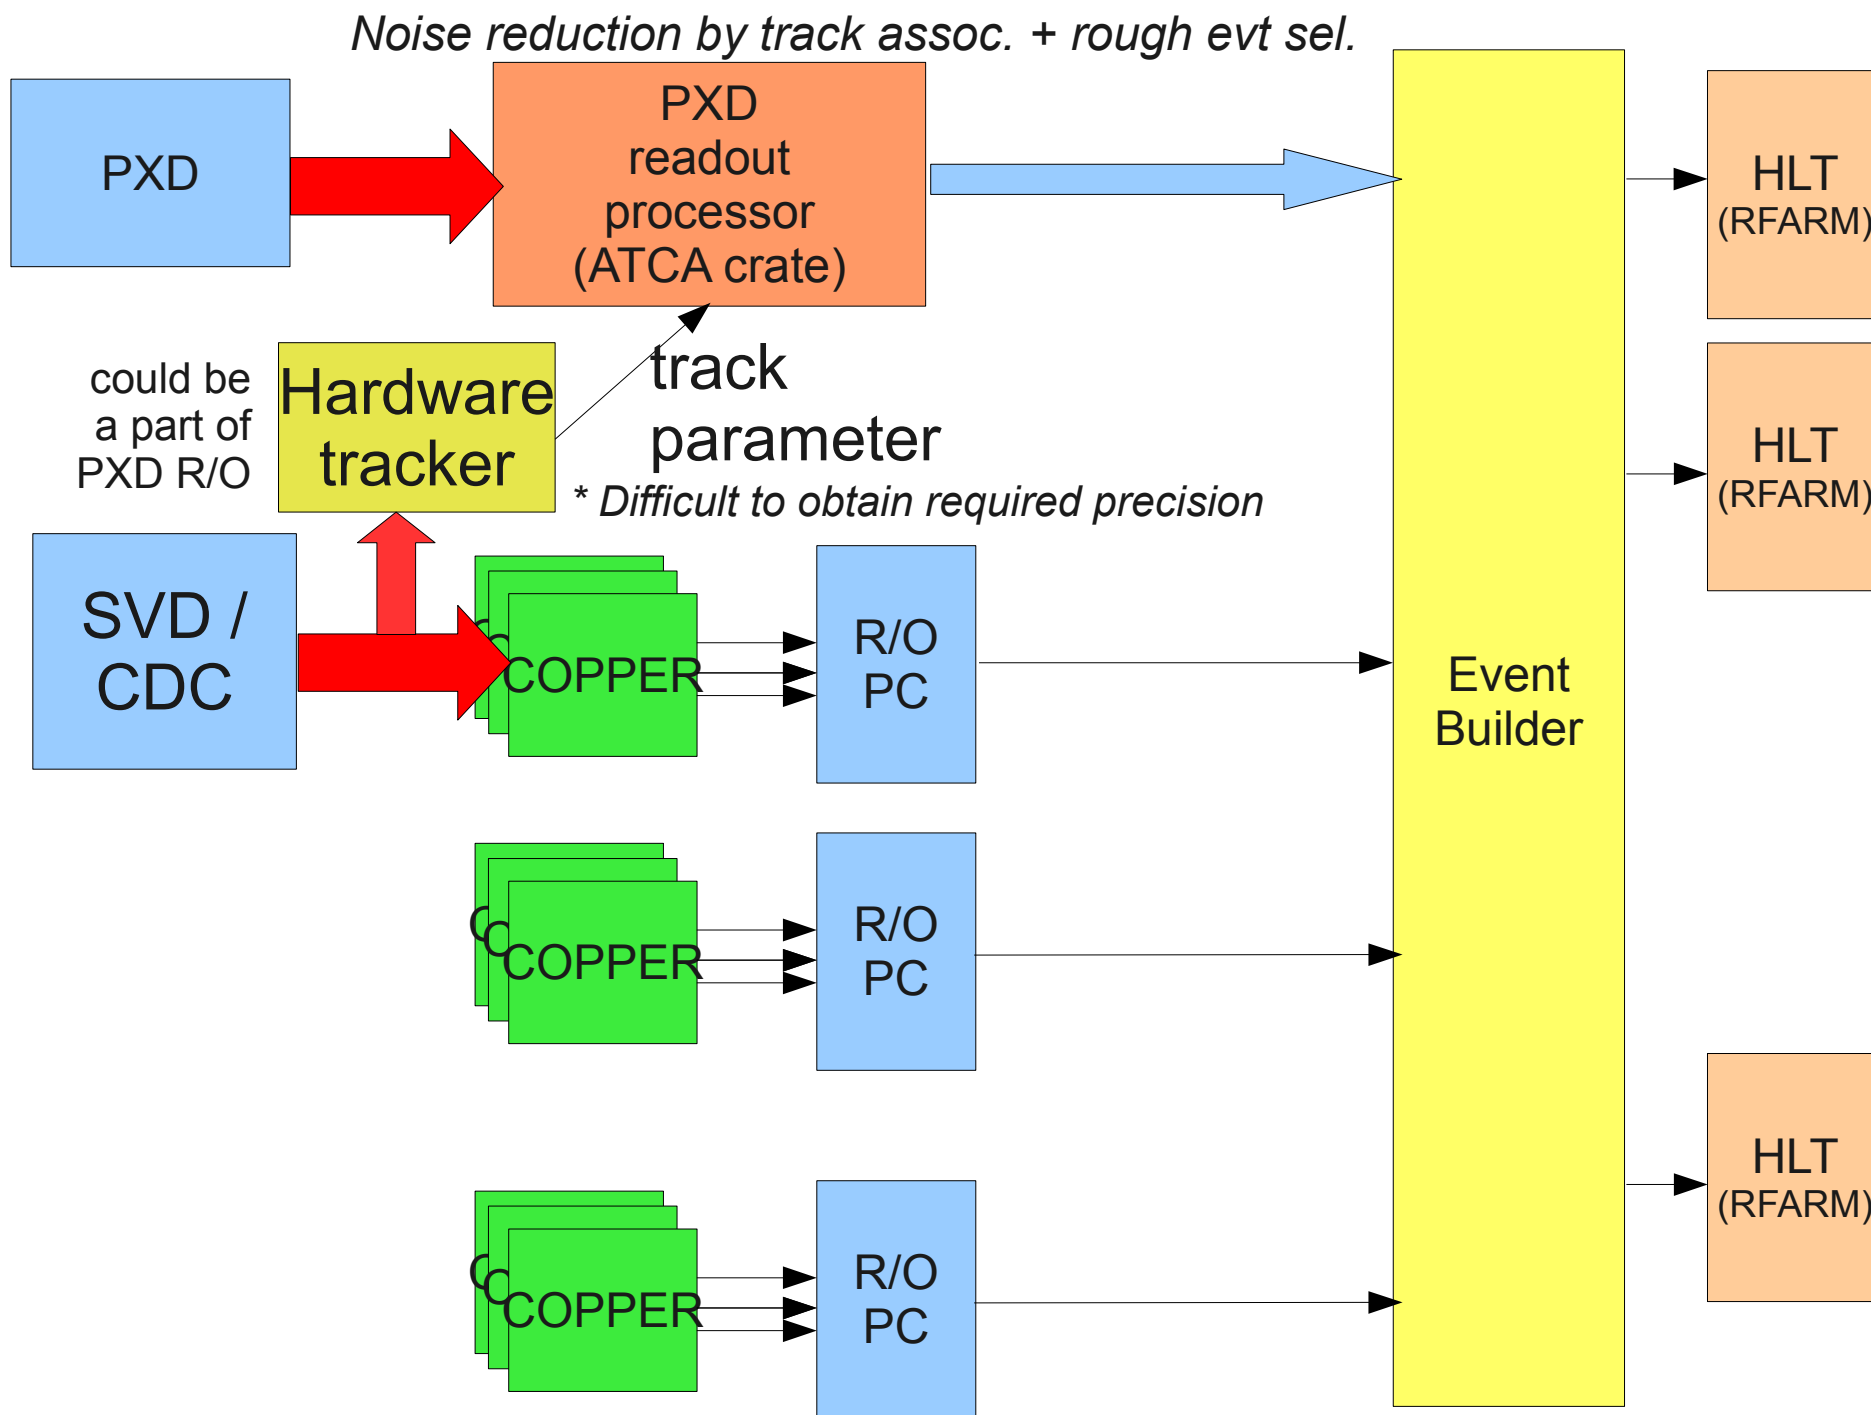 Noise reduction by track assoc. + rough evt sel.
PXD
PXD
readout
processor
(ATCA crate)
HLT
(RFARM)
could be
a part of
PXD R/O
Hardware
tracker
track
parameter
* Difficult to obtain required precision
HLT
(RFARM)
SVD /
CDC
COPPER
R/O
PC
Event
Builder
COPPER
R/O
PC
COPPER
R/O
PC
HLT
(RFARM)